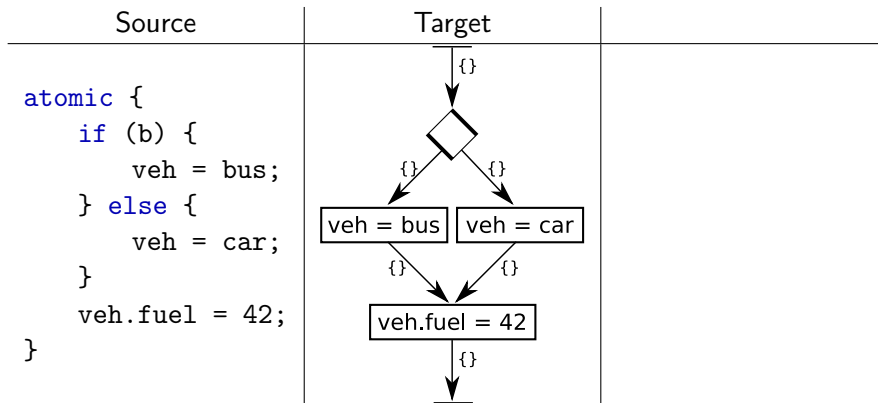 Source
Target
atomic {
if (b) {
veh = bus;
} else {
veh = car;
}
veh.fuel = 42;
}
{}
{}
{}
veh = bus
veh = car
{}
{}
veh.fuel = 42
{}